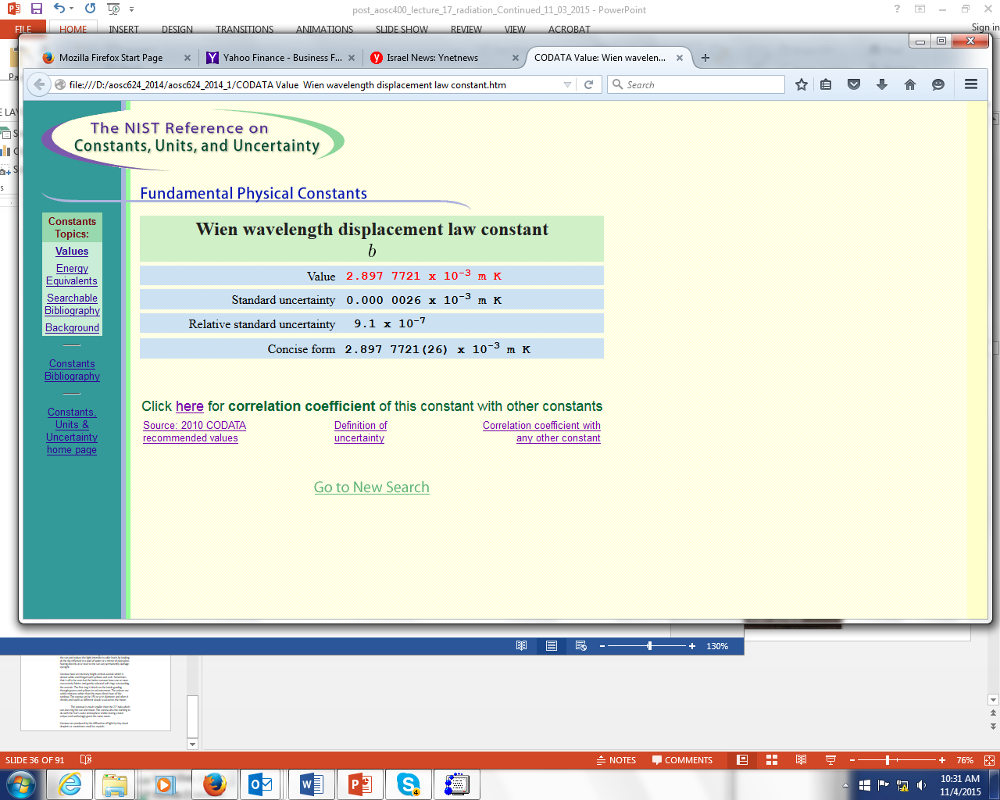 post_aosc400_lecture_17_radiation_Continued_11_03_2015 - PowerPoint
FILE HOME INSERT DESIGN TRANSITIONS ANIMATIONS SLIDE SHOW REVIEW VIEW ACROBAT Sign in
Mozilla Firefox Start Page
Yahoo Finance - Business F...
Israel News: Ynetnews
CODATA Value: Wien wavelen...
file:///D:/aosc624_2014/aosc624_2014_1/CODATA Value  Wien wavelength displacement law constant.htm
Search
The NIST Reference on
Constants, Units, and Uncertainty
Fundamental Physical Constants
Constants
Topics:
Values
Energy
Equivalents
Searchable
Bibliography
Background
Constants
Bibliography
Constants,
Units &
Uncertainty
home page
Wien wavelength displacement law constant
b
Value 2.897 7721 x 10⁻³ m K
Standard uncertainty 0.000 0026 x 10⁻³ m K
Relative standard uncertainty 9.1 x 10⁻⁷
Concise form 2.897 7721(26) x 10⁻³ m K
Click here for correlation coefficient of this constant with other constants
Source: 2010 CODATA
recommended values
Definition of
uncertainty
Correlation coefficient with
any other constant
Go to New Search
130%
SLIDE 36 OF 91
NOTES COMMENTS 76%
4
10:31 AM
11/4/2015